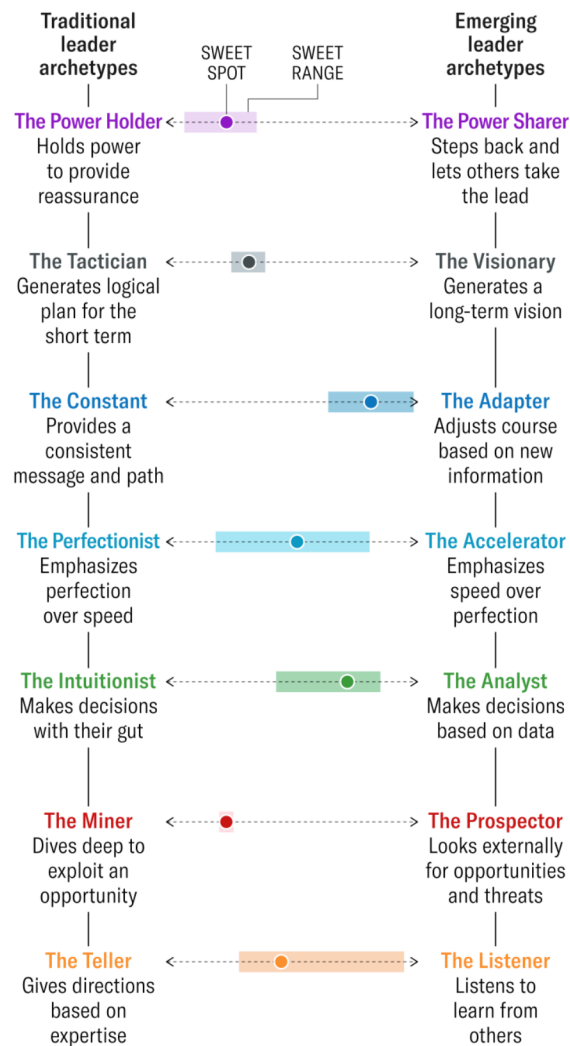 Traditional
leader
archetypes
SWEET
SPOT
SWEET
RANGE
Emerging
leader
archetypes
The Power Holder
Holds power
to provide
reassurance
The Power Sharer
Steps back and
lets others take
the lead
The Tactician
Generates logical
plan for the
short term
The Visionary
Generates a
long-term vision
The Constant
Provides a
consistent
message and path
The Adapter
Adjusts course
based on new
information
The Perfectionist
Emphasizes
perfection
over speed
The Accelerator
Emphasizes
speed over
perfection
The Intuitionist
Makes decisions
with their gut
The Analyst
Makes decisions
based on data
The Miner
Dives deep to
exploit an
opportunity
The Prospector
Looks externally
for opportunities
and threats
The Teller
Gives directions
based on
expertise
The Listener
Listens to
learn from
others